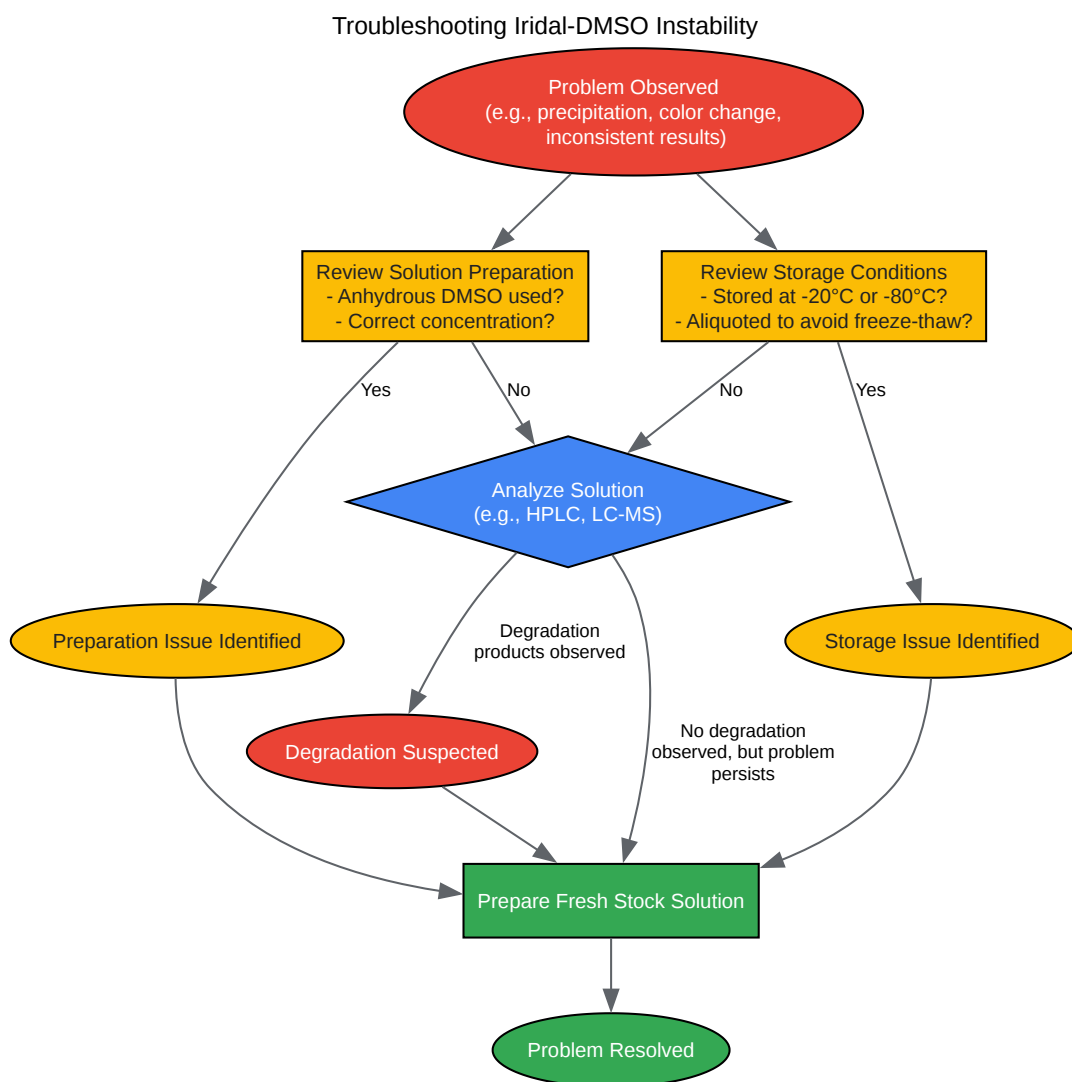 Troubleshooting Iridal-DMSO Instability
Problem Observed
(e.g., precipitation, color change,
inconsistent results)
Review Solution Preparation
- Anhydrous DMSO used?
- Correct concentration?
Review Storage Conditions
- Stored at -20°C or -80°C?
- Aliquoted to avoid freeze-thaw?
Yes
No
No
Yes
Analyze Solution
(e.g., HPLC, LC-MS)
Preparation Issue Identified
Degradation
products observed
Storage Issue Identified
Degradation Suspected
No degradation
observed, but problem
persists
Prepare Fresh Stock Solution
Problem Resolved